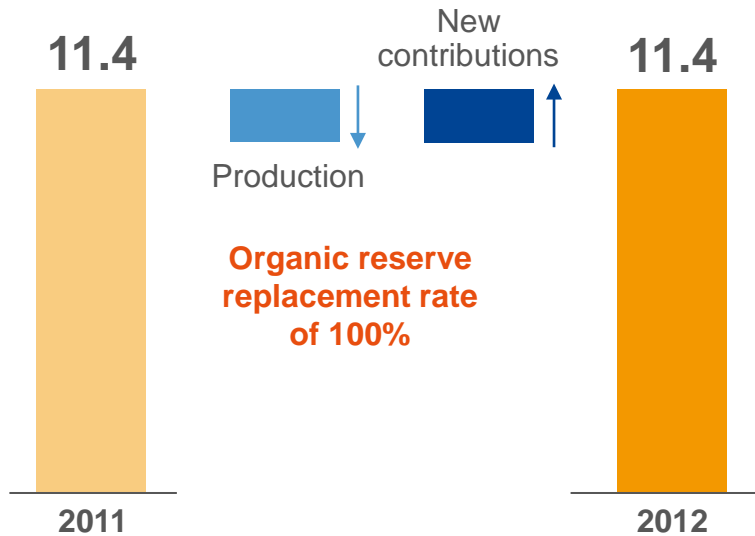 11.4
New
contributions
11.4
Production
Organic reserve
replacement rate
of 100%
2011
2012